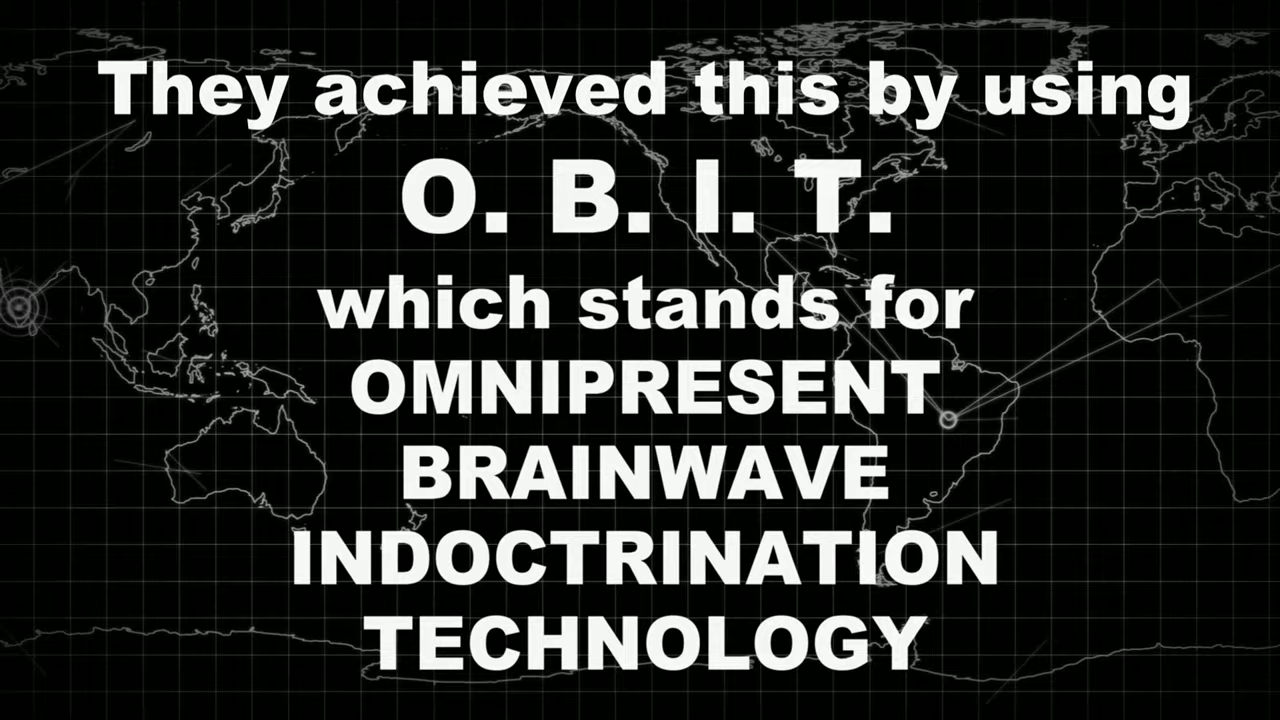 They achieved this by using
O. B. I. T.
which stands for
OMNIPRESENT
BRAINWAVE
INDOCTRINATION
TECHNOLOGY